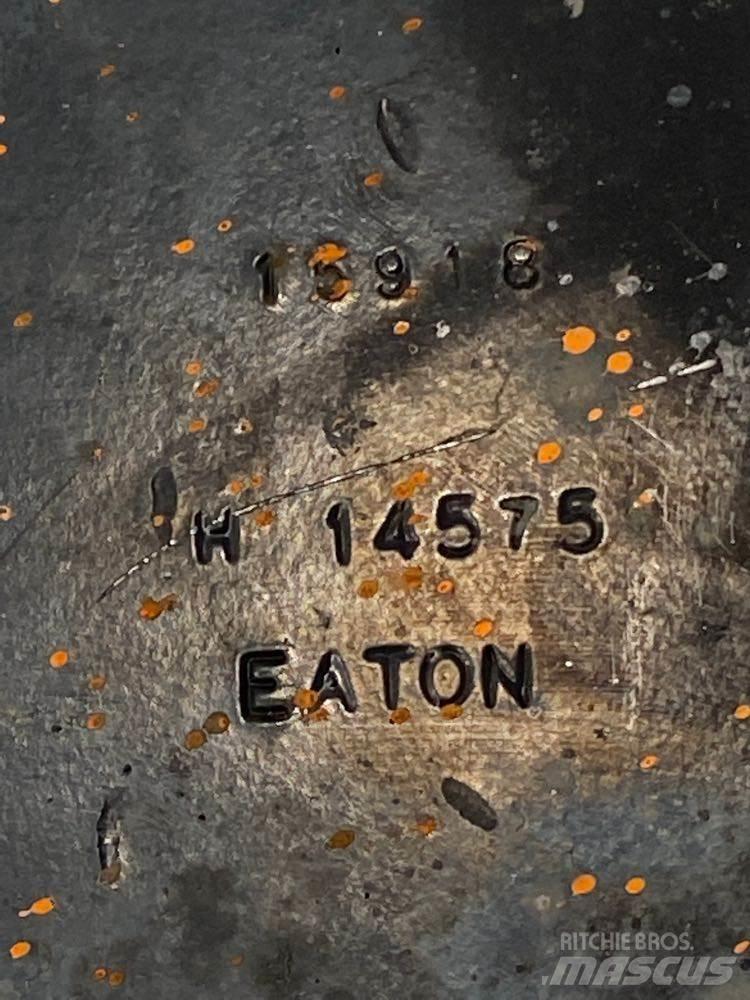 15918
H 14575
EATON
RITCHIE BROS.
MASCUS